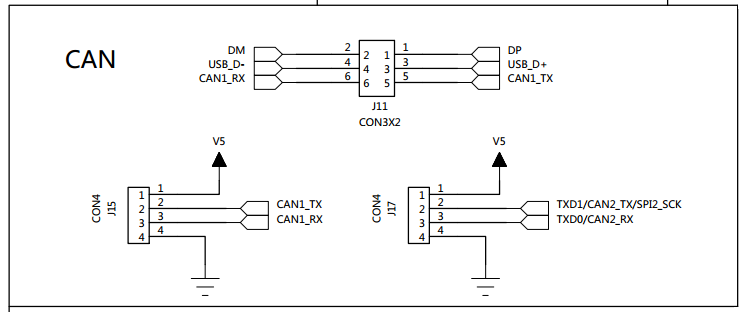 CAN
DM 2 2 1 1 DP
USB_D- 4 4 3 3 USB_D+
CAN1_RX 6 6 5 5 CAN1_TX
J11
CON3X2
V5
CON4
J15
1 1
2 2 CAN1_TX
3 3 CAN1_RX
4 4
V5
CON4
J17
1 1
2 2 TXD1/CAN2_TX/SPI2_SCK
3 3 TXD0/CAN2_RX
4 4